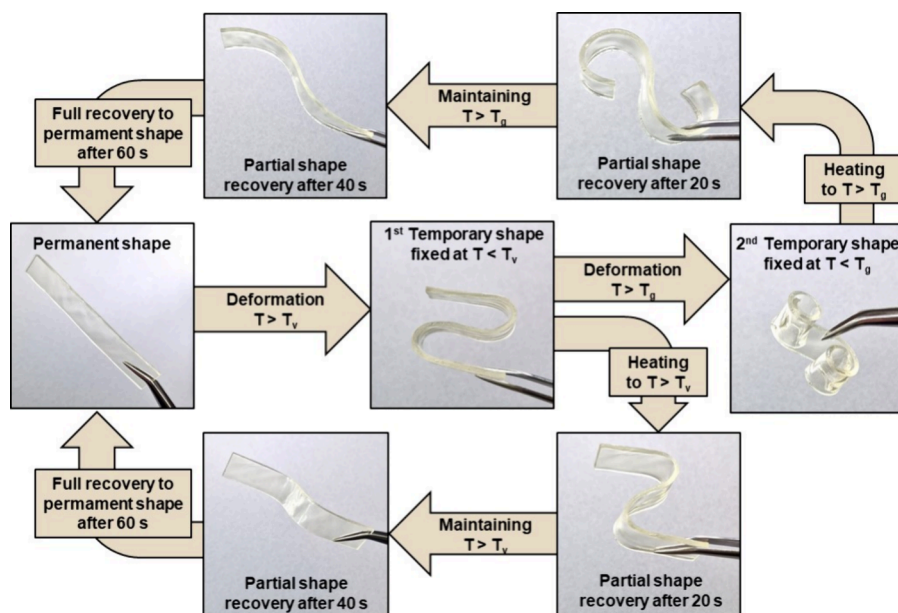 Full recovery to
permament shape
after 60 s
Partial shape
recovery after 40 s
Maintaining
T > Tg
Partial shape
recovery after 20 s
Heating
to T > Tg
Permanent shape
Deformation
T > Tv
1st Temporary shape
fixed at T < Tv
Deformation
T > Tg
Heating
to T > Tv
2nd Temporary shape
fixed at T < Tg
Full recovery to
permament shape
after 60 s
Partial shape
recovery after 40 s
Maintaining
T > Tv
Partial shape
recovery after 20 s